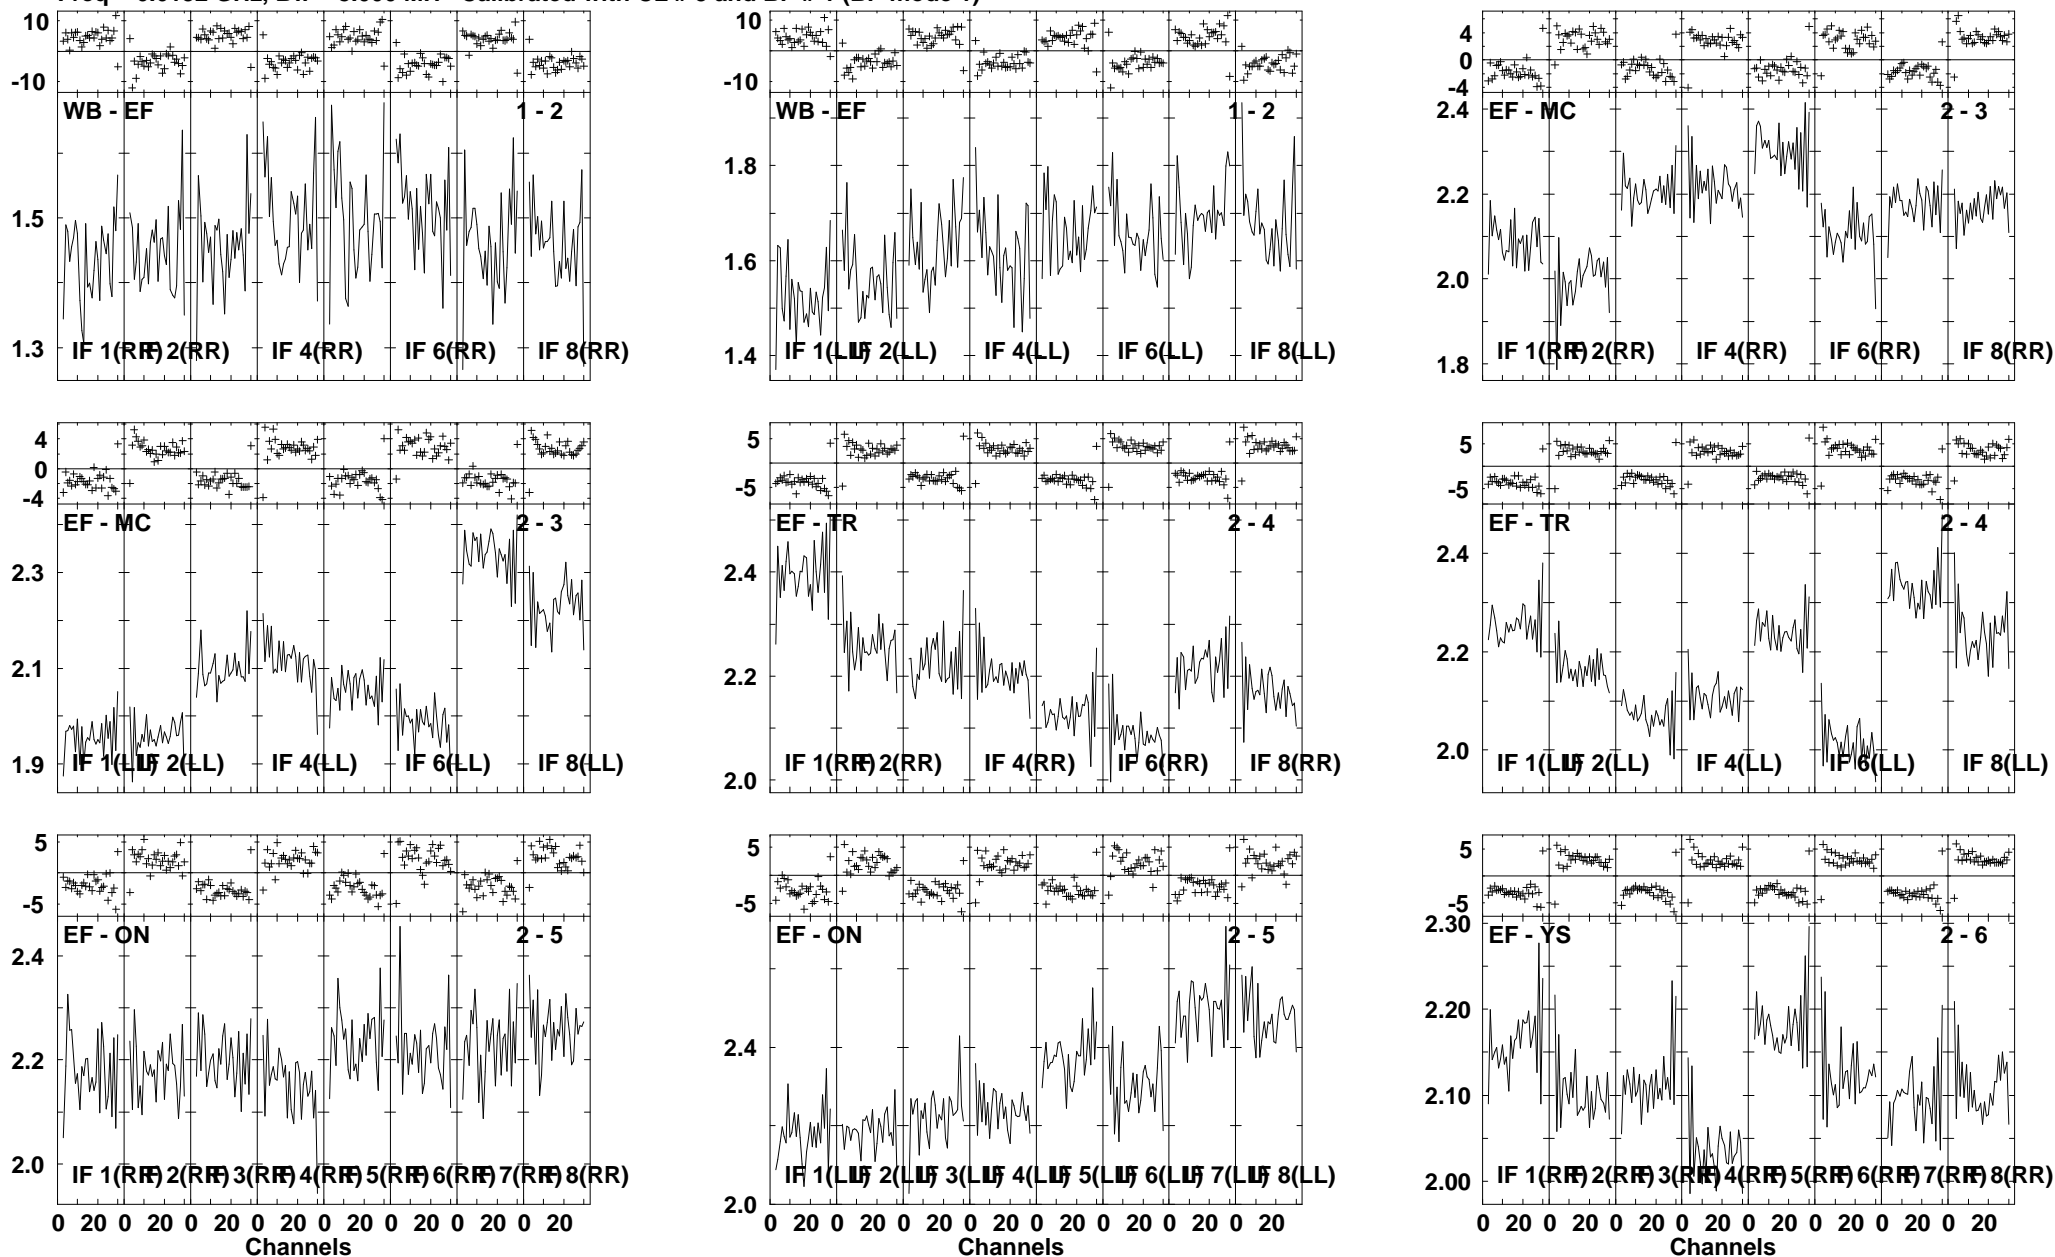 Freq = GHz, Calibrated with CL # and BP # (BP mode 1)
10
-10
10
-10
4
0
-4
WB - EF 1 - 2
WB - EF 1 - 2
EF - MC 2 - 3
1.5
1.3
1.8
1.6
1.4
2.4
2.2
2.0
1.8
IF 1(RR) IF 2(RR) IF 4(RR) IF 6(RR) IF 8(RR)
IF 1(LL) IF 2(LL) IF 4(LL) IF 6(LL) IF 8(LL)
IF 1(RR) IF 2(RR) IF 4(RR) IF 6(RR) IF 8(RR)
4
0
-4
5
-5
5
-5
EF - MC 2 - 3
EF - TR 2 - 4
EF - TR 2 - 4
2.3
2.1
1.9
2.4
2.2
2.0
2.4
2.2
2.0
IF 1(LL) IF 2(LL) IF 4(LL) IF 6(LL) IF 8(LL)
IF 1(RR) IF 2(RR) IF 4(RR) IF 6(RR) IF 8(RR)
IF 1(LL) IF 2(LL) IF 4(LL) IF 6(LL) IF 8(LL)
5
-5
5
-5
5
-5
EF - ON 2 - 5
EF - ON 2 - 5
EF - YS 2 - 6
2.4
2.2
2.0
2.4
2.0
2.30
2.20
2.10
2.00
IF 1(RR) IF 2(RR) IF 3(RR) IF 4(RR) IF 5(RR) IF 6(RR) IF 7(RR) IF 8(RR)
IF 1(LL) IF 2(LL) IF 3(LL) IF 4(LL) IF 5(LL) IF 6(LL) IF 7(LL) IF 8(LL)
IF 1(RR) IF 2(RR) IF 3(RR) IF 4(RR) IF 5(RR) IF 6(RR) IF 7(RR) IF 8(RR)
0 20 0 20 0 20 0 20 0 20 0 20 0 20 0 20
0 20 0 20 0 20 0 20 0 20 0 20 0 20 0 20
0 20 0 20 0 20 0 20 0 20 0 20 0 20 0 20
Channels
Channels
Channels